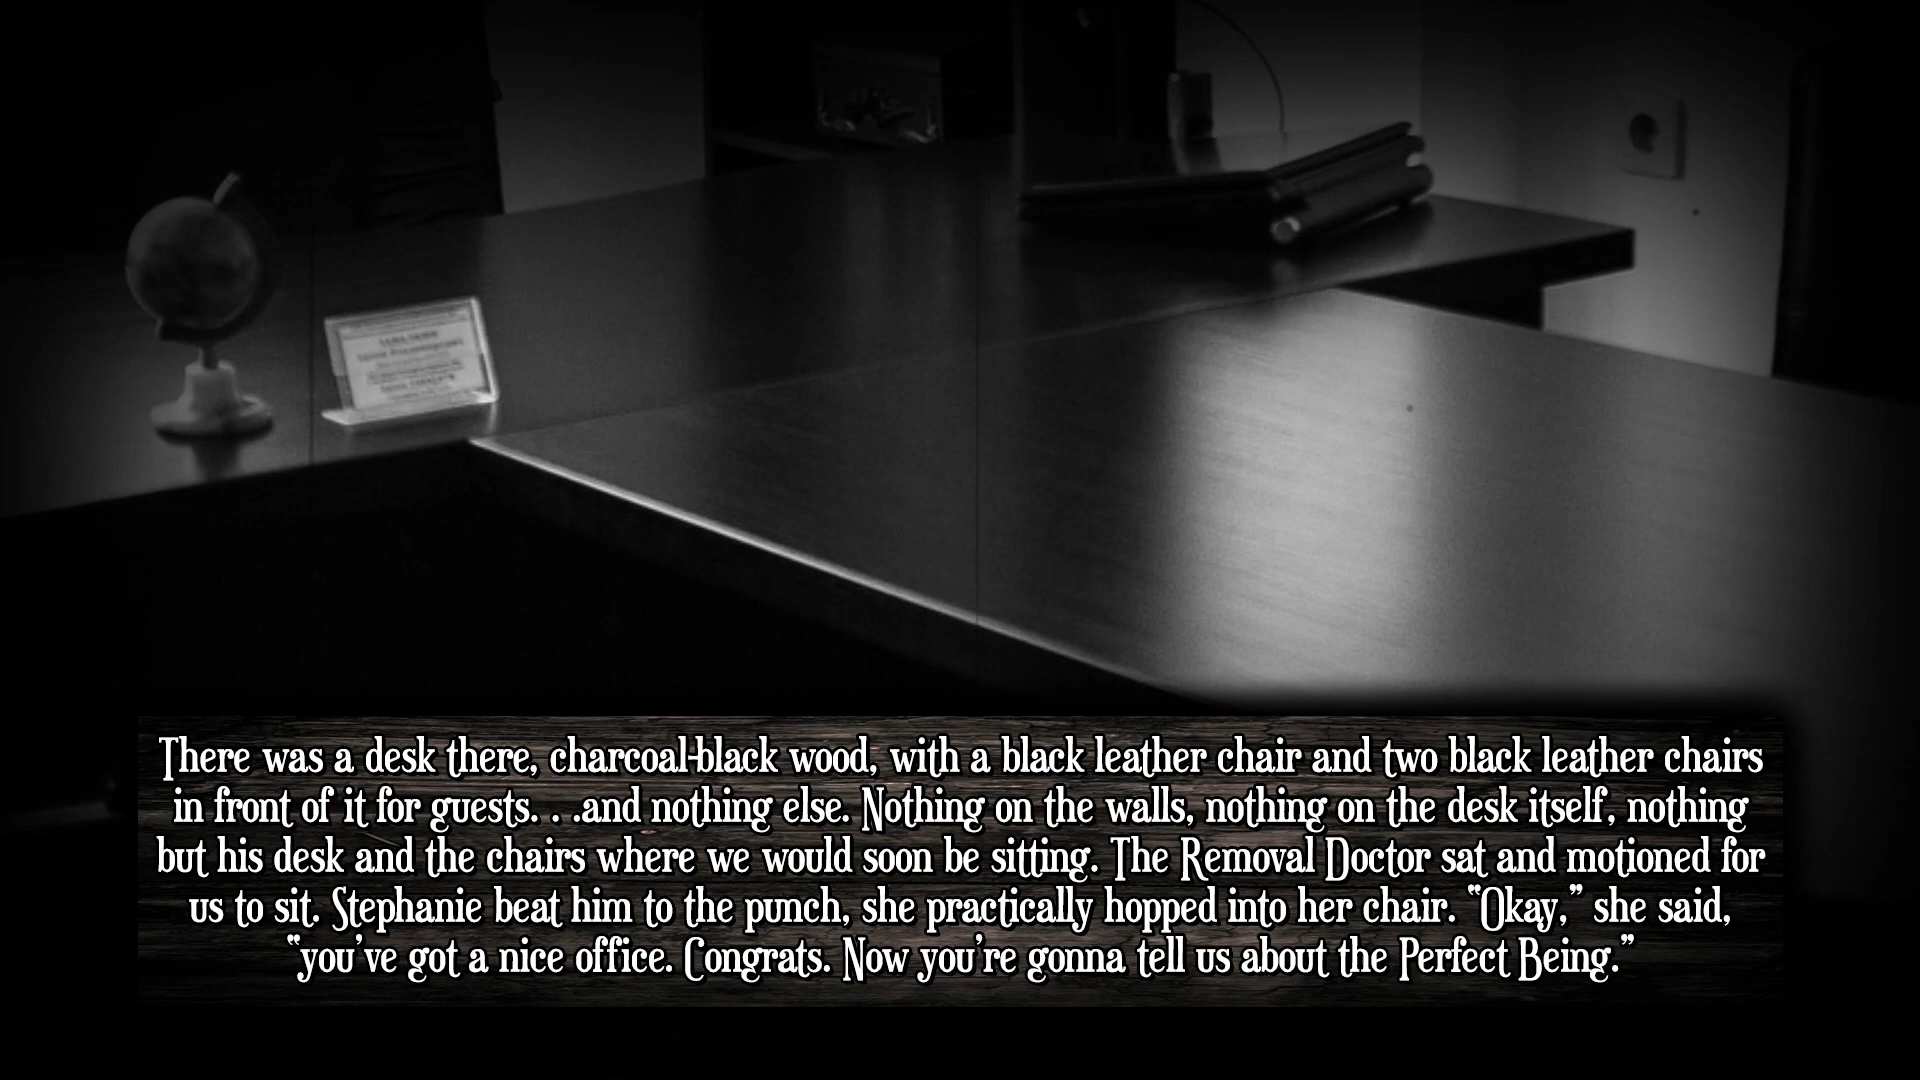 There was a desk there, charcoal-black wood, with a black leather chair and two black leather chairs
in front of it for guests. . .and nothing else. Nothing on the walls, nothing on the desk itself, nothing
but his desk and the chairs where we would soon be sitting. The Removal Doctor sat and motioned for
us to sit. Stephanie beat him to the punch, she practically hopped into her chair. “Okay,” she said,
“you’ve got a nice office. Congrats. Now you’re gonna tell us about the Perfect Being.”